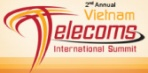 2nd Annual
Vietnam
Telecoms
International Summit